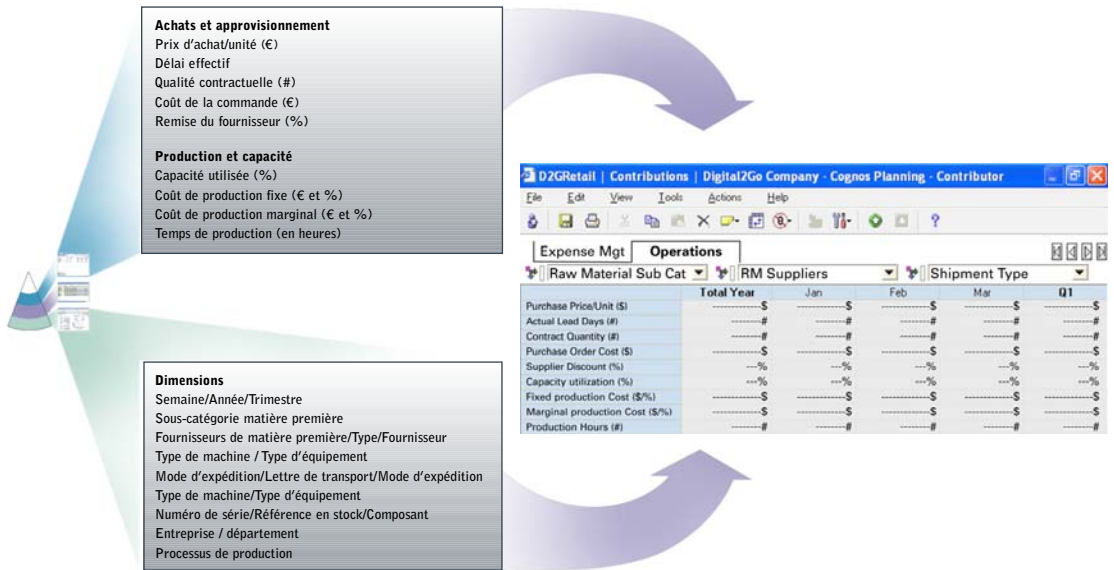 Achats et approvisionnement
Prix d'achat/unité (€)
Délai effectif
Qualité contractuelle (#)
Coût de la commande (€)
Remise du fournisseur (%)
Production et capacité
Capacité utilisée (%)
Coût de production fixe (€ et %)
Coût de production marginal (€ et %)
Temps de production (en heures)
D2GRetail | Contributions | Digital2Go Company - Cognos Planning - Contributor
File Edit View Tools Actions Help
Expense Mgt Operations
Raw Material Sub Cat RM Suppliers Shipment Type
Total Year Jan Feb Mar Q1
Purchase Price/Unit ($) ------------$ ------------$ ------------$ ------------$ ------------$
Actual Lead Days (#) -------# -------# -------# -------# -------#
Contract Quantity (#) -------# -------# -------# -------# -------#
Purchase Order Cost ($) ------------$ ------------$ ------------$ ------------$ ------------$
Supplier Discount (%) ---% ---% ---% ---% ---%
Capacity utilization (%) ---% ---% ---% ---% ---%
Fixed production Cost ($/%) ------------$ ------------$ ------------$ ------------$ ------------$
Marginal production Cost ($/%) ------------$ ------------$ ------------$ ------------$ ------------$
Production Hours (#) -------# -------# -------# -------# -------#
Dimensions
Semaine/Année/Trimestre
Sous-catégorie matière première
Fournisseurs de matière première/Type/Fournisseur
Type de machine / Type d'équipement
Mode d'expédition/Lettre de transport/Mode d'expédition
Type de machine/Type d'équipement
Numéro de série/Référence en stock/Composant
Entreprise / département
Processus de production